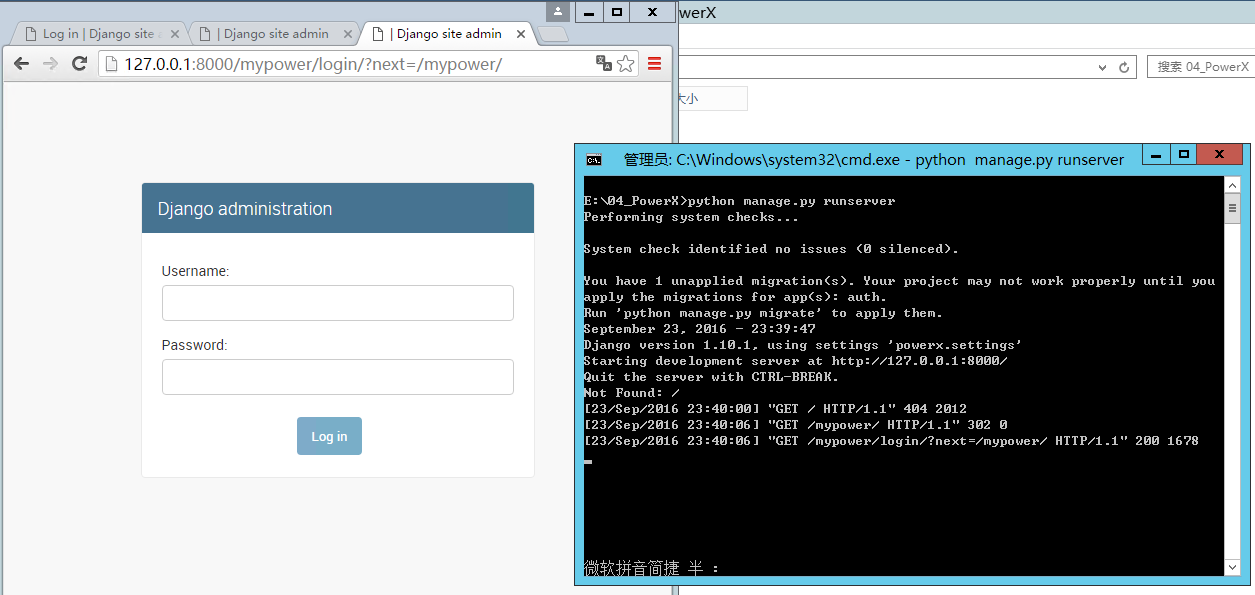 Log in | Django site a
| Django site admin
| Django site admin
127.0.0.1:8000/mypower/login/?next=/mypower/
Django administration
Username:
Password:
Log in
werX
搜索 04_PowerX
大小
管理员: C:\Windows\system32\cmd.exe - python manage.py runserver
E:\04_PowerX>python manage.py runserver
Performing system checks...
System check identified no issues (0 silenced).
You have 1 unapplied migration(s). Your project may not work properly until you
apply the migrations for app(s): auth.
Run 'python manage.py migrate' to apply them.
September 23, 2016 - 23:39:47
Django version 1.10.1, using settings 'powerx.settings'
Starting development server at http://127.0.0.1:8000/
Quit the server with CTRL-BREAK.
Not Found: /
[23/Sep/2016 23:40:00] "GET / HTTP/1.1" 404 2012
[23/Sep/2016 23:40:06] "GET /mypower/ HTTP/1.1" 302 0
[23/Sep/2016 23:40:06] "GET /mypower/login/?next=/mypower/ HTTP/1.1" 200 1678
微软拼音简捷 半 :